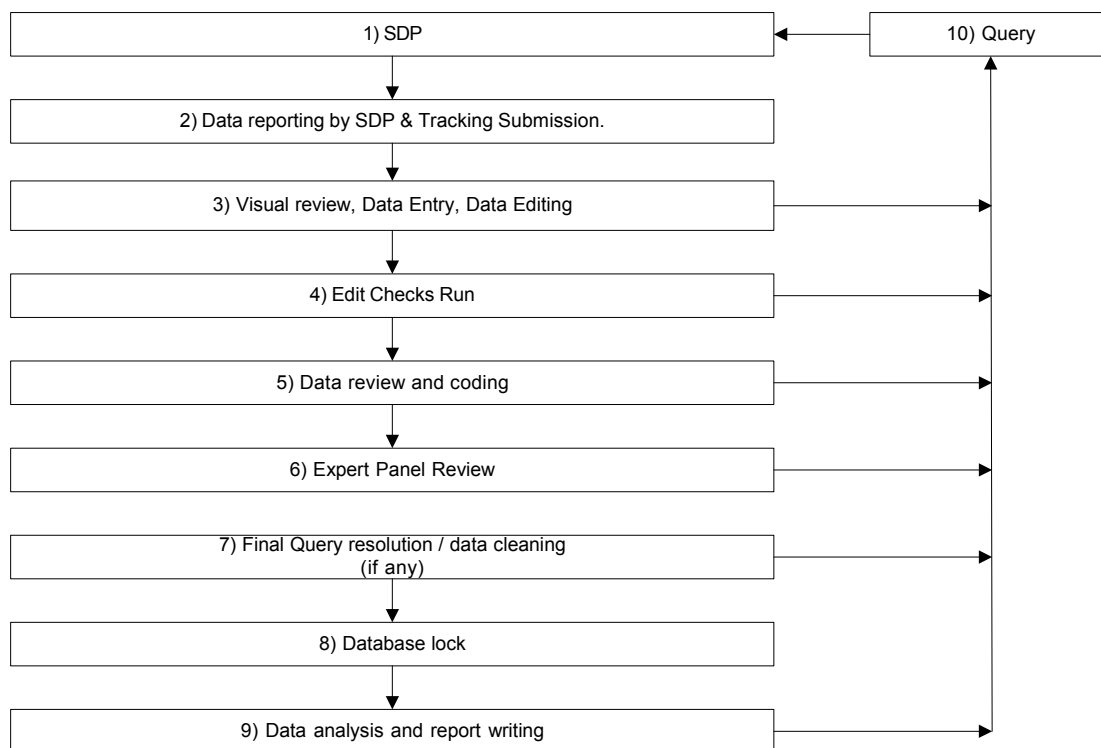 1) SDP
10) Query
2) Data reporting by SDP & Tracking Submission.
3) Visual review, Data Entry, Data Editing
4) Edit Checks Run
5) Data review and coding
6) Expert Panel Review
7) Final Query resolution / data cleaning
(if any)
8) Database lock
9) Data analysis and report writing